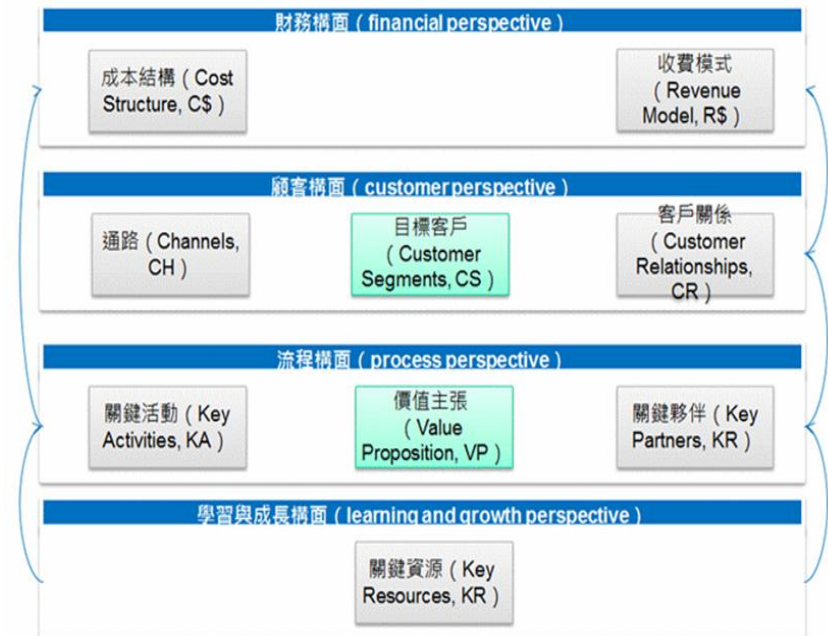 財務構面 ( financial perspective )
成本結構 ( Cost
Structure, C$ )
收費模式
( Revenue
Model, R$ )
顧客構面 ( customer perspective )
通路 ( Channels,
CH )
目標客戶
( Customer
Segments, CS )
客戶關係
( Customer
Relationships,
CR )
流程構面 ( process perspective )
關鍵活動 ( Key
Activities, KA )
價值主張
( Value
Proposition, VP )
關鍵夥伴 ( Key
Partners, KR )
學習與成長構面 ( learning and growth perspective )
關鍵資源 ( Key
Resources, KR )